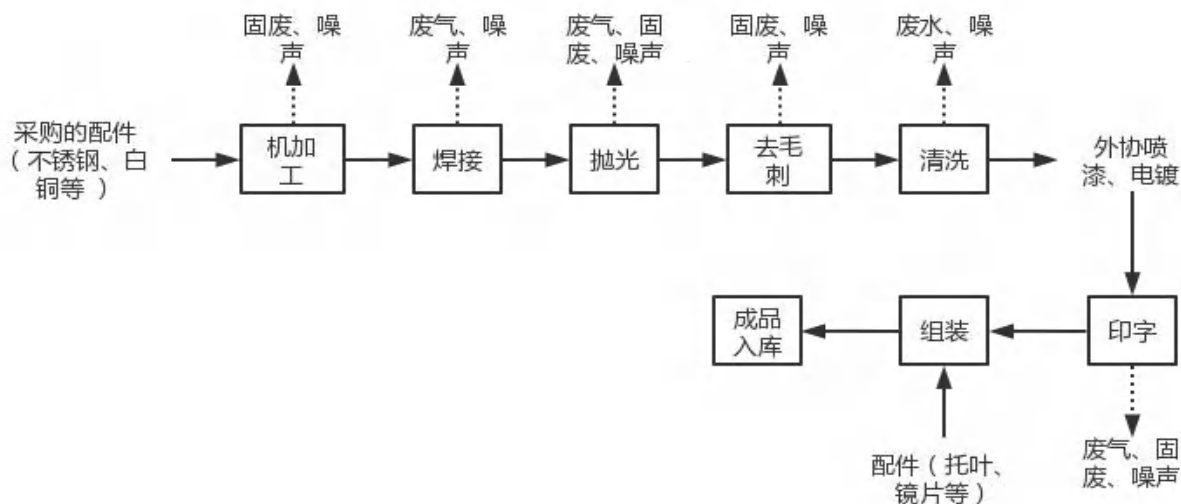 固废、噪
声
废气、噪
声
废气、固
废、噪声
固废、噪
声
废水、噪
声
采购的配件
（不锈钢、白
铜等 ）
机加
工
焊接
抛光
去毛
刺
清洗
外协喷
漆、电镀
成品
入库
组装
印字
配件（托叶、
镜片等）
废气、固
废、噪声